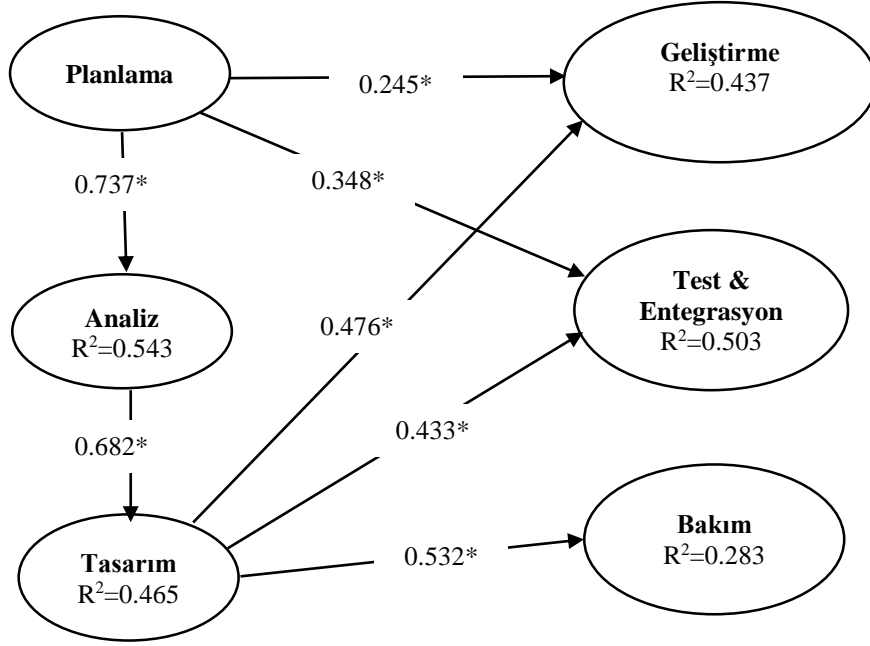 Planlama
Geliştirme
R²=0.437
0.245*
0.737*
0.348*
Analiz
R²=0.543
Test &
Entegrasyon
R²=0.503
0.476*
0.682*
0.433*
Tasarım
R²=0.465
0.532*
Bakım
R²=0.283